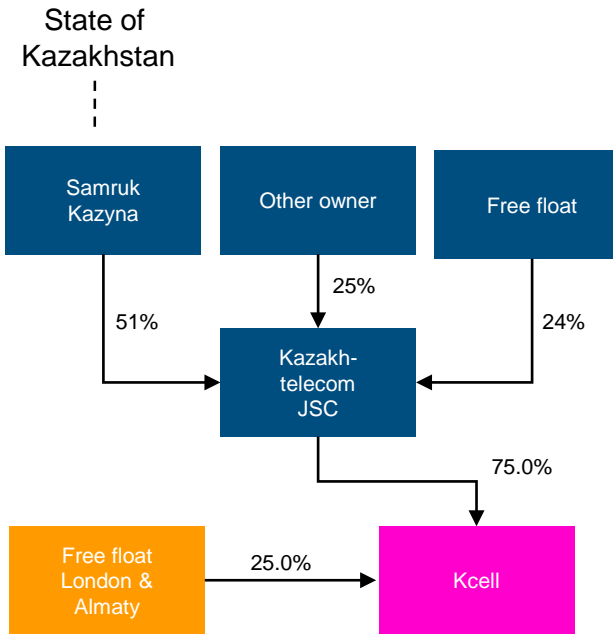 State of
Kazakhstan
Samruk
Kazyna
Other owner
Free float
51%
25%
24%
Kazakh-
telecom
JSC
75.0%
Free float
London &
Almaty
25.0%
Kcell